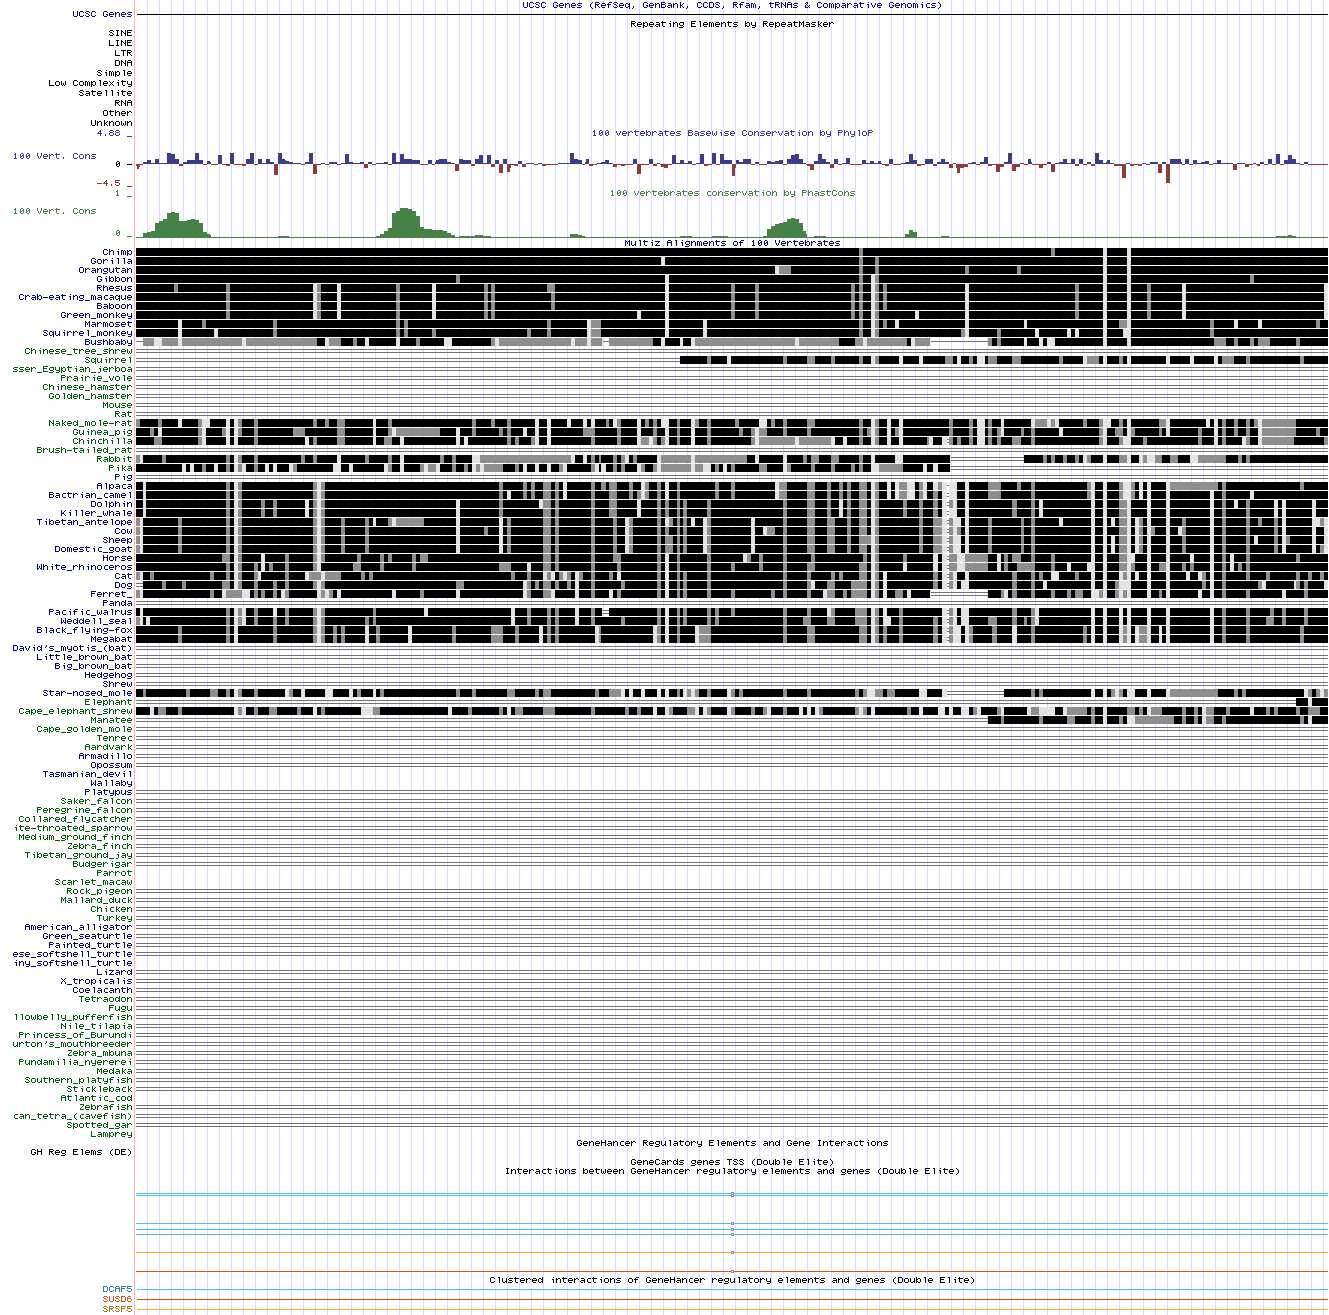 UCSC Genes (RefSeq, GenBank, CCDS, Rfam, tRNAs & Comparative Genomics)
UCSC Genes
Repeating Elements by RepeatMasker
SINE
LINE
LTR
DNA
Simple
Low Complexity
Satellite
RNA
Other
Unknown
4.88 _
100 vertebrates Basewise Conservation by PhyloP
100 Vert. Cons
0 -
-4.5 _
1 _
100 vertebrates conservation by PhastCons
100 Vert. Cons
0 _
Multiz Alignments of 100 Vertebrates
Chimp
Gorilla
Orangutan
Gibbon
Rhesus
Crab-eating_macaque
Baboon
Green_monkey
Marmoset
Squirrel_monkey
Bushbaby
Chinese_tree_shrew
Squirrel
sser_Egyptian_jerboa
Prairie_vole
Chinese_hamster
Golden_hamster
Mouse
Rat
Naked_mole-rat
Guinea_pig
Chinchilla
Brush-tailed_rat
Rabbit
Pika
Pig
Alpaca
Bactrian_camel
Dolphin
Killer_whale
Tibetan_antelope
Cow
Sheep
Domestic_goat
Horse
White_rhinoceros
Cat
Dog
Ferret_
Panda
Pacific_walrus
Weddell_seal
Black_flying-fox
Megabat
David's_myotis_(bat)
Little_brown_bat
Big_brown_bat
Hedgehog
Shrew
Star-nosed_mole
Elephant
Cape_elephant_shrew
Manatee
Cape_golden_mole
Tenrec
Aardvark
Armadillo
Opossum
Tasmanian_devil
Wallaby
Platypus
Saker_falcon
Peregrine_falcon
Collared_flycatcher
ite-throated_sparrow
Medium_ground_finch
Zebra_finch
Tibetan_ground_jay
Budgerigar
Parrot
Scarlet_macaw
Rock_pigeon
Mallard_duck
Chicken
Turkey
American_alligator
Green_seaturtle
Painted_turtle
ese_softshell_turtle
iny_softshell_turtle
Lizard
X_tropicalis
Coelacanth
Tetraodon
Fugu
llowbelly_pufferfish
Nile_tilapia
Princess_of_Burundi
urton's_mouthbreeder
Zebra_mbuna
Pundamilia_nyererei
Medaka
Southern_platyfish
Stickleback
Atlantic_cod
Zebrafish
can_tetra_(cavefish)
Spotted_gar
Lamprey
GeneHancer Regulatory Elements and Gene Interactions
GH Reg Elems (DE)
GeneCards genes TSS (Double Elite)
Interactions between GeneHancer regulatory elements and genes (Double Elite)
Clustered interactions of GeneHancer regulatory elements and genes (Double Elite)
DCAF5
SUSD6
SRSF5